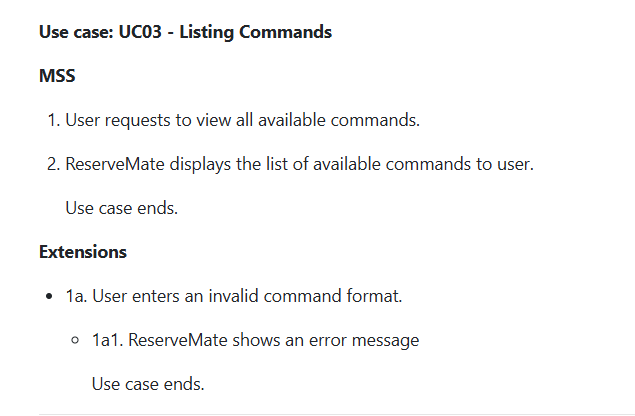 Use case: UC03 - Listing Commands
MSS
1. User requests to view all available commands.
2. ReserveMate displays the list of available commands to user.
Use case ends.
Extensions
• 1a. User enters an invalid command format.
◦ 1a1. ReserveMate shows an error message
Use case ends.